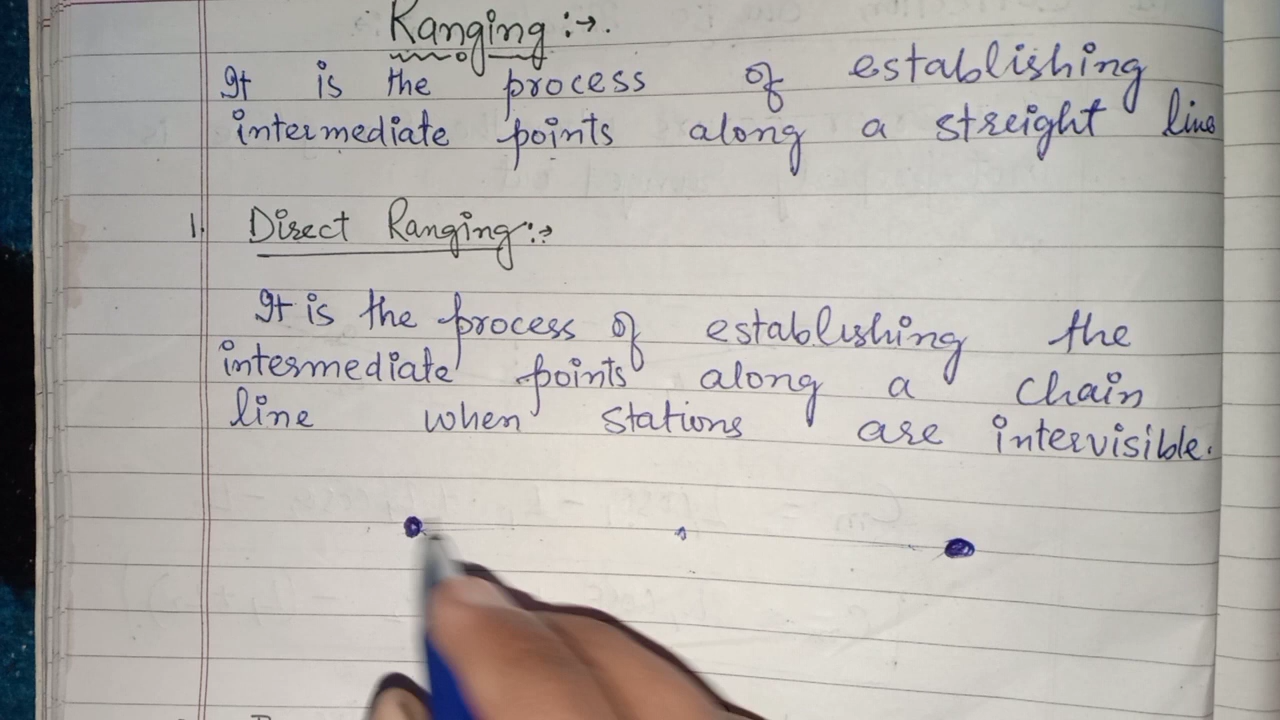 Ranging :→.
It is the process of establishing
intermediate points along a streight line
1. Direct Ranging :→
It is the process of establishing the
intermediate points along a chain
line when stations are intervisible.